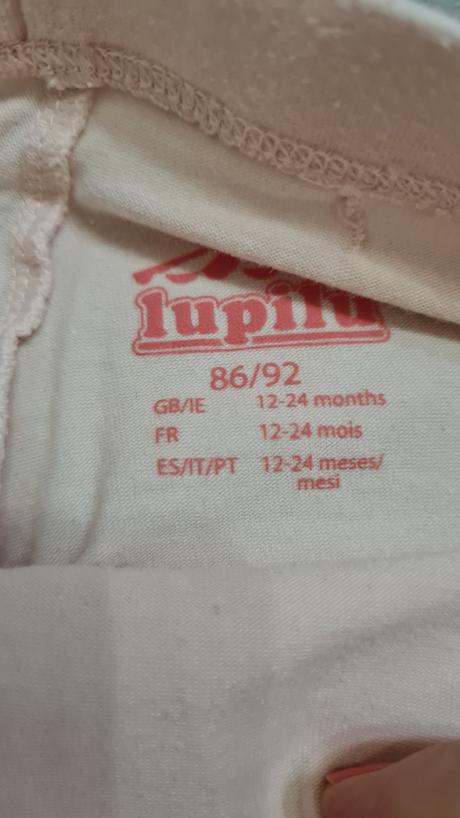 lupilu
86/92
GB/IE 12-24 months
FR 12-24 mois
ES/IT/PT 12-24 meses/
mesi